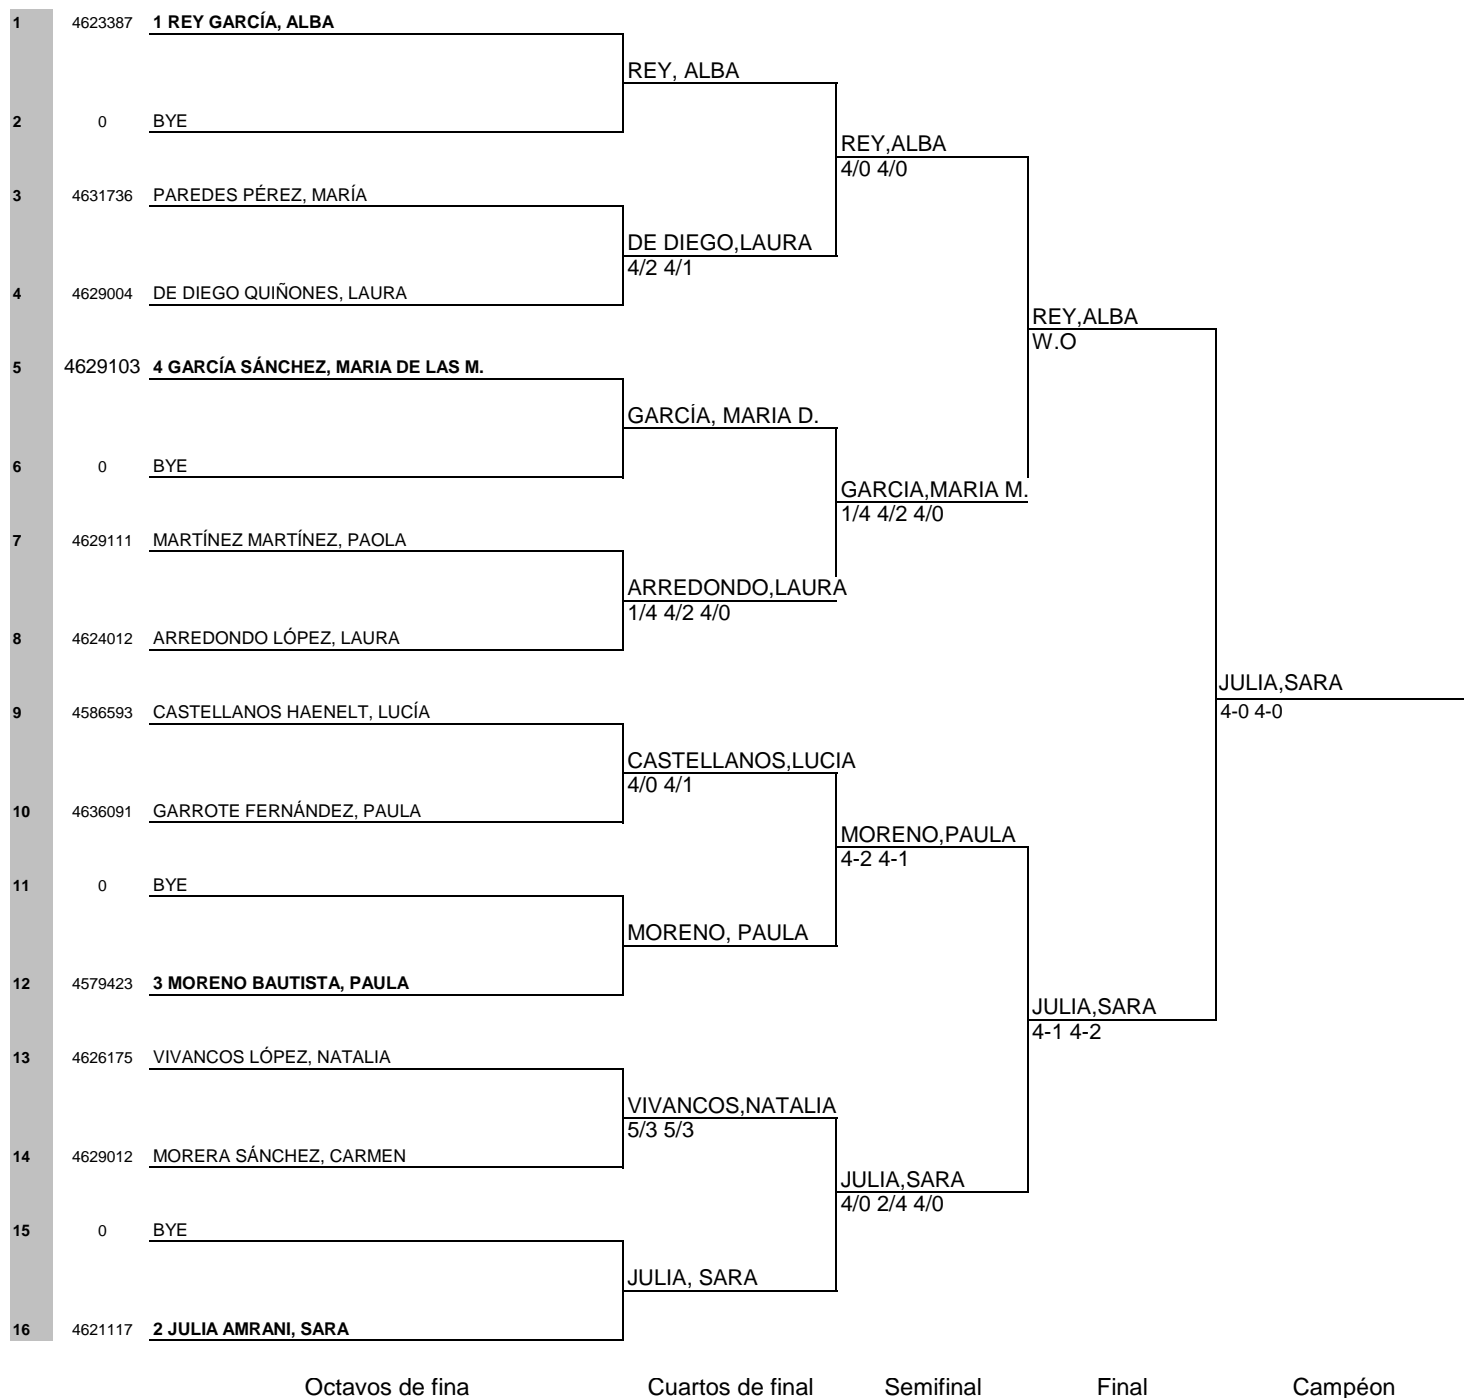 1 4623387 1 REY GARCÍA, ALBA
REY, ALBA
2 0 BYE
REY,ALBA
4/0 4/0
3 4631736 PAREDES PÉREZ, MARÍA
DE DIEGO,LAURA
4/2 4/1
4 4629004 DE DIEGO QUIÑONES, LAURA
REY,ALBA
W.O
5 4629103 4 GARCÍA SÁNCHEZ, MARIA DE LAS M.
GARCÍA, MARIA D.
6 0 BYE
GARCIA,MARIA M.
1/4 4/2 4/0
7 4629111 MARTÍNEZ MARTÍNEZ, PAOLA
ARREDONDO,LAURA
1/4 4/2 4/0
8 4624012 ARREDONDO LÓPEZ, LAURA
JULIA,SARA
4-0 4-0
9 4586593 CASTELLANOS HAENELT, LUCÍA
CASTELLANOS,LUCIA
4/0 4/1
10 4636091 GARROTE FERNÁNDEZ, PAULA
MORENO,PAULA
4-2 4-1
11 0 BYE
MORENO, PAULA
12 4579423 3 MORENO BAUTISTA, PAULA
JULIA,SARA
4-1 4-2
13 4626175 VIVANCOS LÓPEZ, NATALIA
VIVANCOS,NATALIA
5/3 5/3
14 4629012 MORERA SÁNCHEZ, CARMEN
JULIA,SARA
4/0 2/4 4/0
15 0 BYE
JULIA, SARA
16 4621117 2 JULIA AMRANI, SARA
Octavos de fina Cuartos de final Semifinal Final Campéon